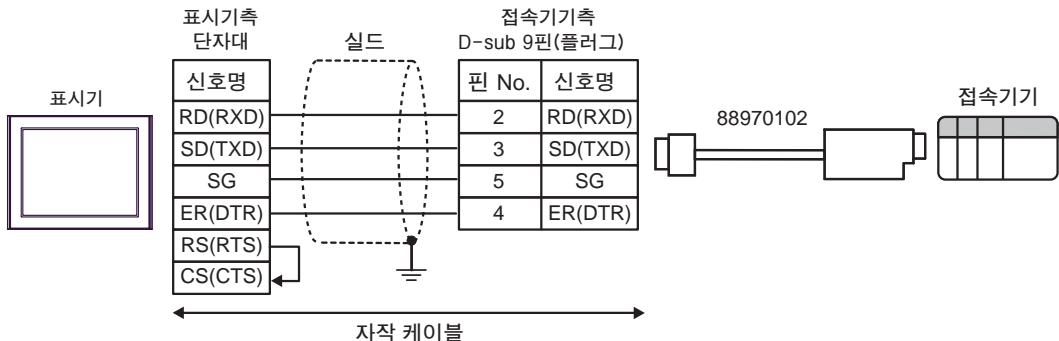 표시기측
단자대
실드
접속기기측
D-sub 9핀(플러그)
신호명
핀 No.
신호명
표시기
RD(RXD)
2
RD(RXD)
88970102
접속기기
SD(TXD)
3
SD(TXD)
SG
5
SG
ER(DTR)
4
ER(DTR)
RS(RTS)
CS(CTS)
자작 케이블